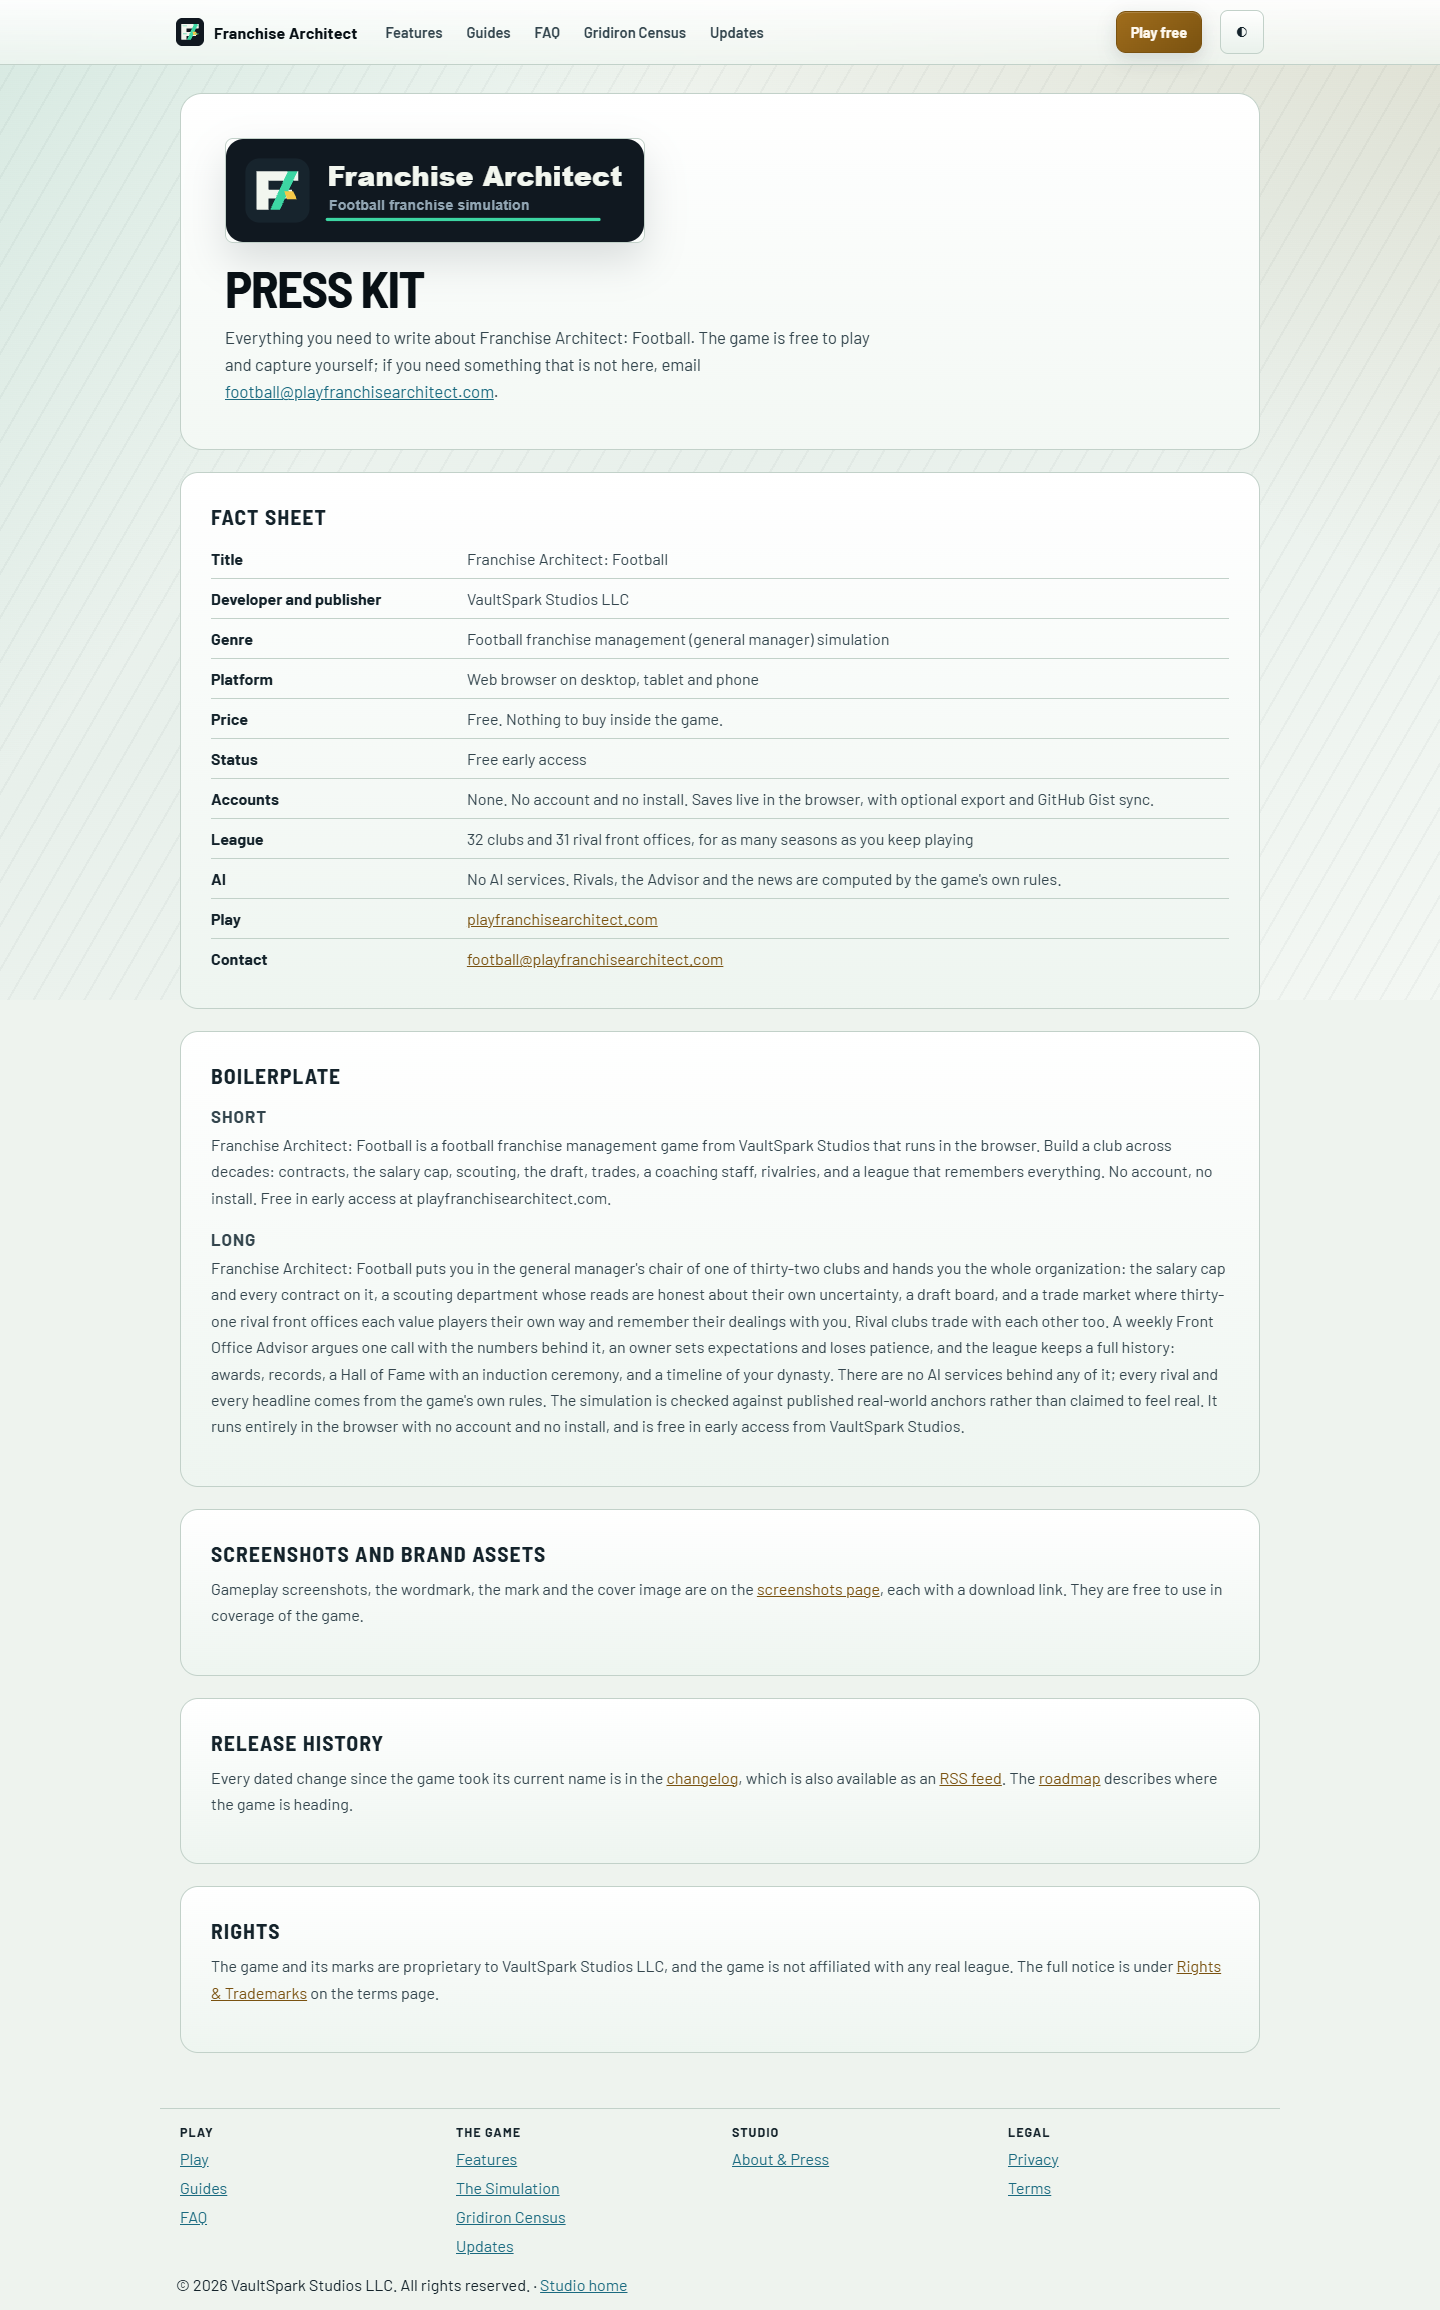 Franchise Architect
Features
Guides
FAQ
Gridiron Census
Updates
Play free
Franchise Architect
Football franchise simulation
PRESS KIT
Everything you need to write about Franchise Architect: Football. The game is free to play
and capture yourself; if you need something that is not here, email
football@playfranchisearchitect.com.
FACT SHEET
Title Franchise Architect: Football
Developer and publisher VaultSpark Studios LLC
Genre Football franchise management (general manager) simulation
Platform Web browser on desktop, tablet and phone
Price Free. Nothing to buy inside the game.
Status Free early access
Accounts None. No account and no install. Saves live in the browser, with optional export and GitHub Gist sync.
League 32 clubs and 31 rival front offices, for as many seasons as you keep playing
AI No AI services. Rivals, the Advisor and the news are computed by the game's own rules.
Play playfranchisearchitect.com
Contact football@playfranchisearchitect.com
BOILERPLATE
SHORT
Franchise Architect: Football is a football franchise management game from VaultSpark Studios that runs in the browser. Build a club across
decades: contracts, the salary cap, scouting, the draft, trades, a coaching staff, rivalries, and a league that remembers everything. No account, no
install. Free in early access at playfranchisearchitect.com.
LONG
Franchise Architect: Football puts you in the general manager's chair of one of thirty-two clubs and hands you the whole organization: the salary cap
and every contract on it, a scouting department whose reads are honest about their own uncertainty, a draft board, and a trade market where thirty-
one rival front offices each value players their own way and remember their dealings with you. Rival clubs trade with each other too. A weekly Front
Office Advisor argues one call with the numbers behind it, an owner sets expectations and loses patience, and the league keeps a full history:
awards, records, a Hall of Fame with an induction ceremony, and a timeline of your dynasty. There are no AI services behind any of it; every rival and
every headline comes from the game's own rules. The simulation is checked against published real-world anchors rather than claimed to feel real. It
runs entirely in the browser with no account and no install, and is free in early access from VaultSpark Studios.
SCREENSHOTS AND BRAND ASSETS
Gameplay screenshots, the wordmark, the mark and the cover image are on the screenshots page, each with a download link. They are free to use in
coverage of the game.
RELEASE HISTORY
Every dated change since the game took its current name is in the changelog, which is also available as an RSS feed. The roadmap describes where
the game is heading.
RIGHTS
The game and its marks are proprietary to VaultSpark Studios LLC, and the game is not affiliated with any real league. The full notice is under Rights
& Trademarks on the terms page.
PLAY
Play
Guides
FAQ
THE GAME
Features
The Simulation
Gridiron Census
Updates
STUDIO
About & Press
LEGAL
Privacy
Terms
© 2026 VaultSpark Studios LLC. All rights reserved. · Studio home